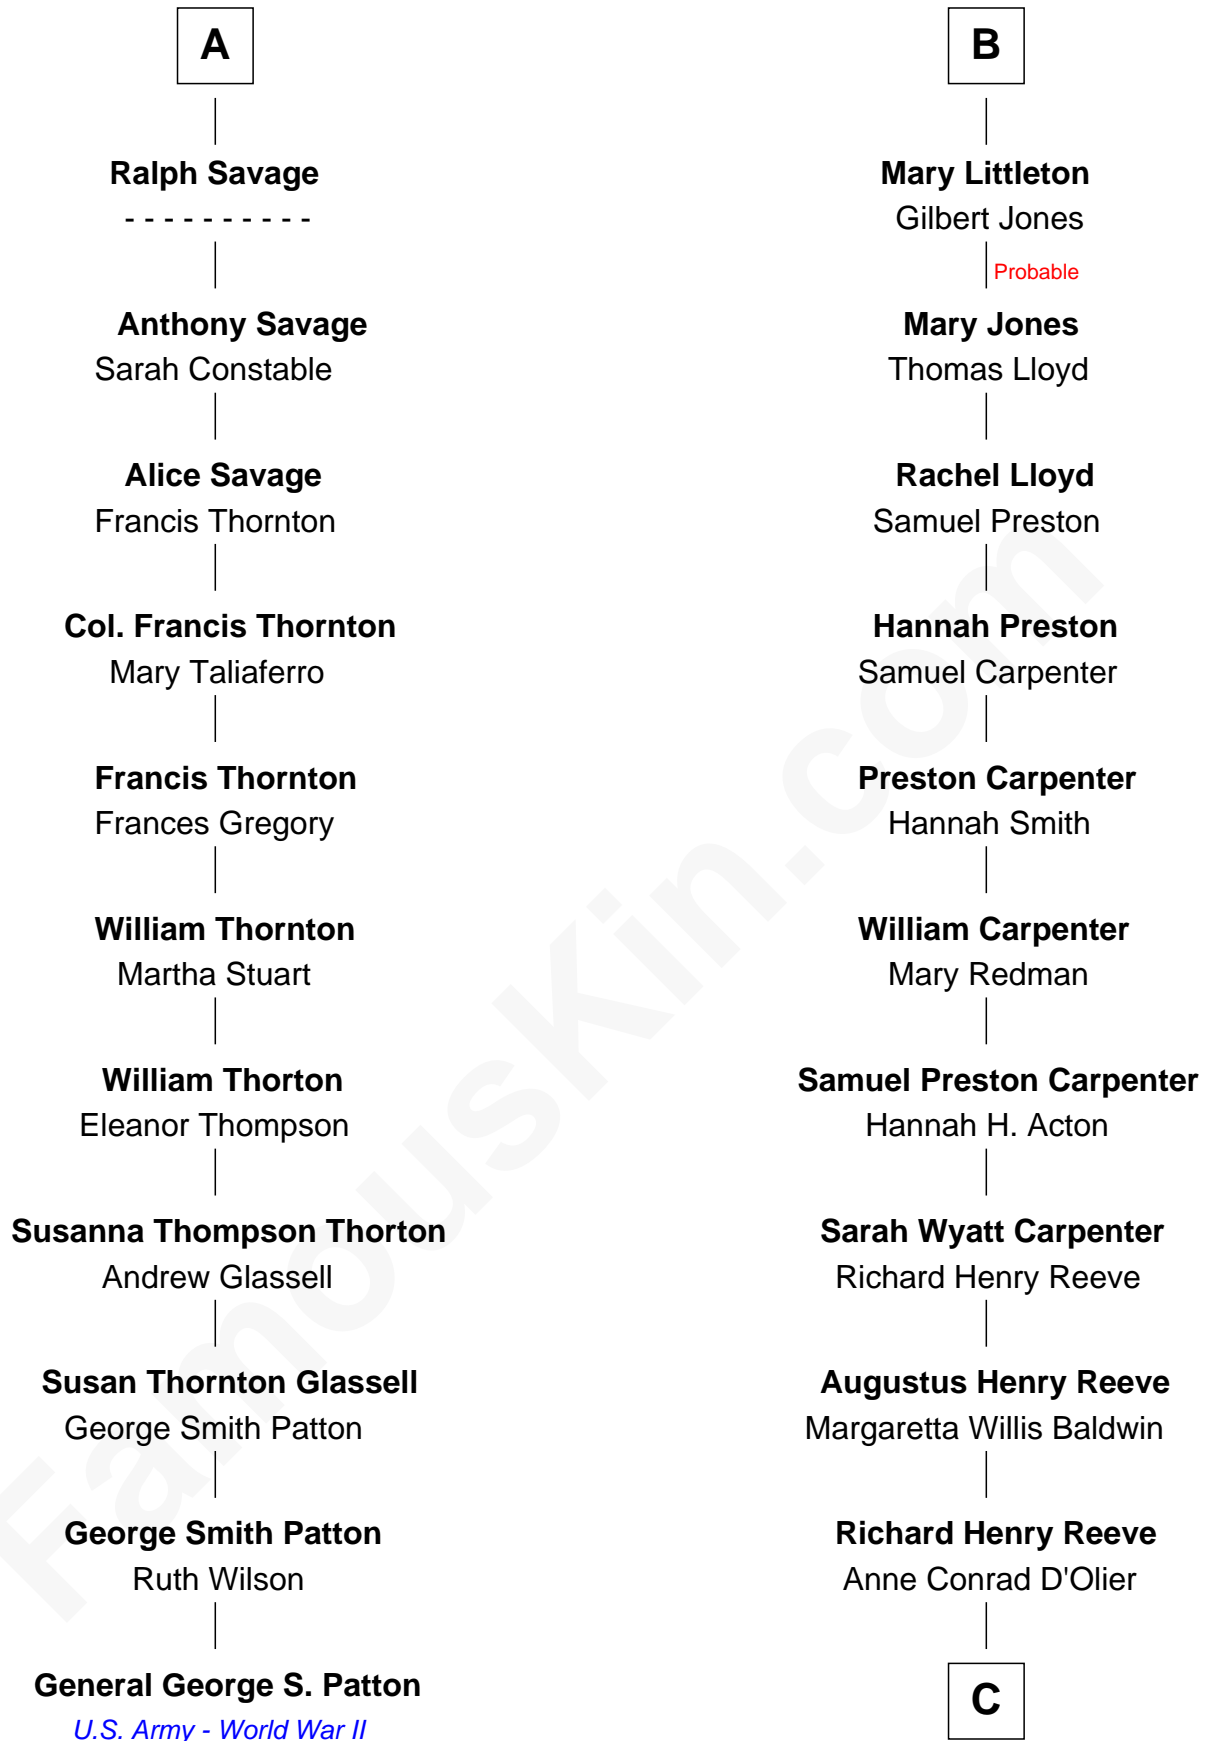 A
Ralph Savage
- - - - - - - - - -
Anthony Savage
Sarah Constable
Alice Savage
Francis Thornton
Col. Francis Thornton
Mary Taliaferro
Francis Thornton
Frances Gregory
William Thornton
Martha Stuart
William Thorton
Eleanor Thompson
Susanna Thompson Thorton
Andrew Glassell
Susan Thornton Glassell
George Smith Patton
George Smith Patton
Ruth Wilson
General George S. Patton
U.S. Army - World War II
B
Mary Littleton
Gilbert Jones
Probable
Mary Jones
Thomas Lloyd
Rachel Lloyd
Samuel Preston
Hannah Preston
Samuel Carpenter
Preston Carpenter
Hannah Smith
William Carpenter
Mary Redman
Samuel Preston Carpenter
Hannah H. Acton
Sarah Wyatt Carpenter
Richard Henry Reeve
Augustus Henry Reeve
Margaretta Willis Baldwin
Richard Henry Reeve
Anne Conrad D'Olier
C
FamousKin.com